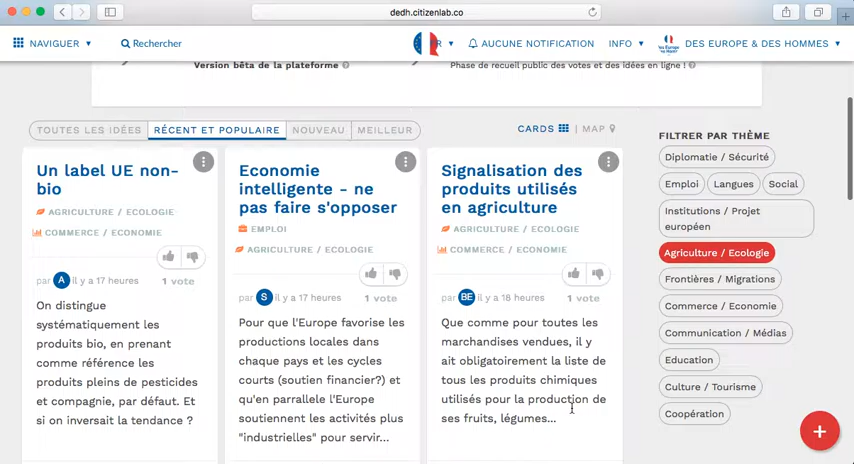 dedh.citizenlab.co
NAVIGUER
Rechercher
AUCUNE NOTIFICATION
INFO
DES EUROPE & DES HOMMES
Version bêta de la plateforme
Phase de recueil public des votes et des idées en ligne !
TOUTES LES IDÉES
RÉCENT ET POPULAIRE
NOUVEAU
MEILLEUR
CARDS
MAP
Un label UE non-
bio
AGRICULTURE / ECOLOGIE
COMMERCE / ECONOMIE
par A il y a 17 heures
1 vote
On distingue
systématiquement les
produits bio, en prenant
comme référence les
produits pleins de pesticides
et compagnie, par défaut. Et
si on inversait la tendance ?
Economie
intelligente - ne
pas faire s'opposer
EMPLOI
AGRICULTURE / ECOLOGIE
par S il y a 17 heures
1 vote
Pour que l'Europe favorise les
productions locales dans
chaque pays et les cycles
courts (soutien financier?) et
qu'en parrallele l'Europe
soutiennent les activités plus
"industrielles" pour servir...
Signalisation des
produits utilisés
en agriculture
AGRICULTURE / ECOLOGIE
COMMERCE / ECONOMIE
par BE il y a 18 heures
1 vote
Que comme pour toutes les
marchandises vendues, il y
ait obligatoirement la liste de
tous les produits chimiques
utilisés pour la production de
ses fruits, légumes...
FILTRER PAR THÈME
Diplomatie / Sécurité
Emploi
Langues
Social
Institutions / Projet
européen
Agriculture / Ecologie
Frontières / Migrations
Commerce / Economie
Communication / Médias
Education
Culture / Tourisme
Coopération